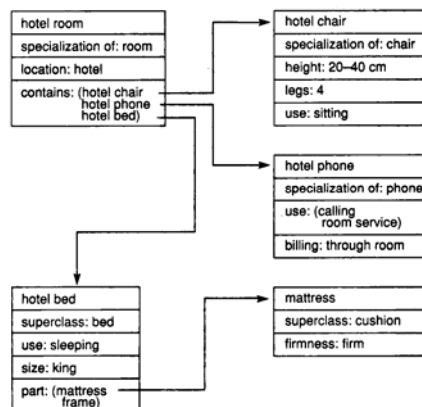 hotel room
specialization of: room
location: hotel
contains: (hotel chair
hotel phone
hotel bed)
hotel chair
specialization of: chair
height: 20–40 cm
legs: 4
use: sitting
hotel phone
specialization of: phone
use: (calling
room service)
billing: through room
hotel bed
superclass: bed
use: sleeping
size: king
part: (mattress
frame)
mattress
superclass: cushion
firmness: firm